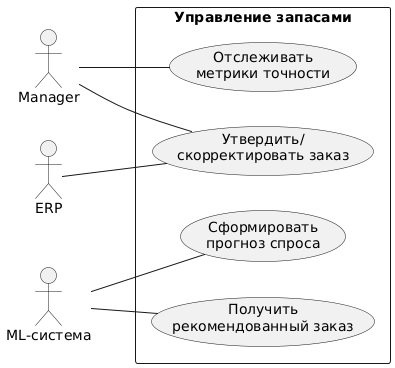 Управление запасами
Отслеживать
метрики точности
Manager
Утвердить/
скорректировать заказ
ERP
Сформировать
прогноз спроса
ML-система
Получить
рекомендованный заказ